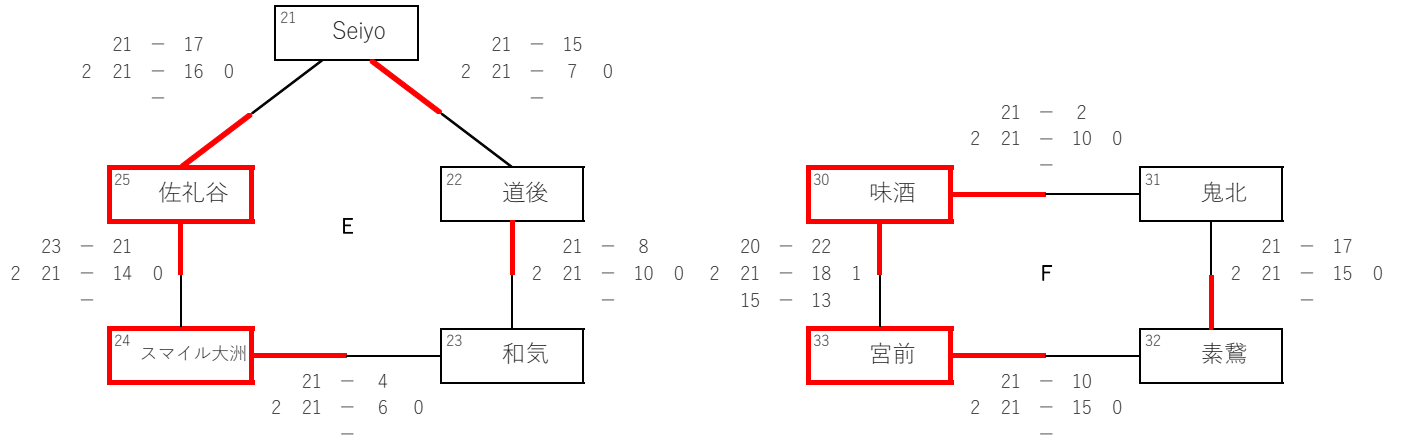 21 Seiyo
21 － 17
2 21 － 16 0
－
21 － 15
2 21 － 7 0
－
25 佐礼谷
22 道後
E
23 － 21
2 21 － 14 0
－
21 － 8
2 21 － 10 0
－
24 スマイル大洲
23 和気
21 － 4
2 21 － 6 0
－
21 － 2
2 21 － 10 0
－
30 味酒
31 鬼北
F
20 － 22
2 21 － 18 1
15 － 13
21 － 17
2 21 － 15 0
－
33 宮前
32 素鵞
21 － 10
2 21 － 15 0
－